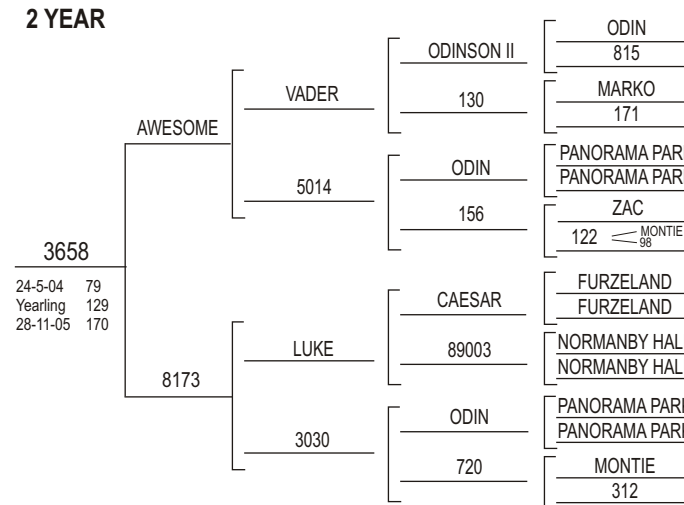 2 YEAR
ODIN
ODINSON II
815
VADER
MARKO
130
171
AWESOME
PANORAMA PAR
ODIN
PANORAMA PAR
5014
ZAC
156
122 MONTIE
98
3658
24-5-04 79
Yearling 129
28-11-05 170
FURZELAND
CAESAR
FURZELAND
LUKE
NORMANBY HAL
89003
NORMANBY HAL
8173
PANORAMA PAR
ODIN
PANORAMA PAR
3030
MONTIE
720
312